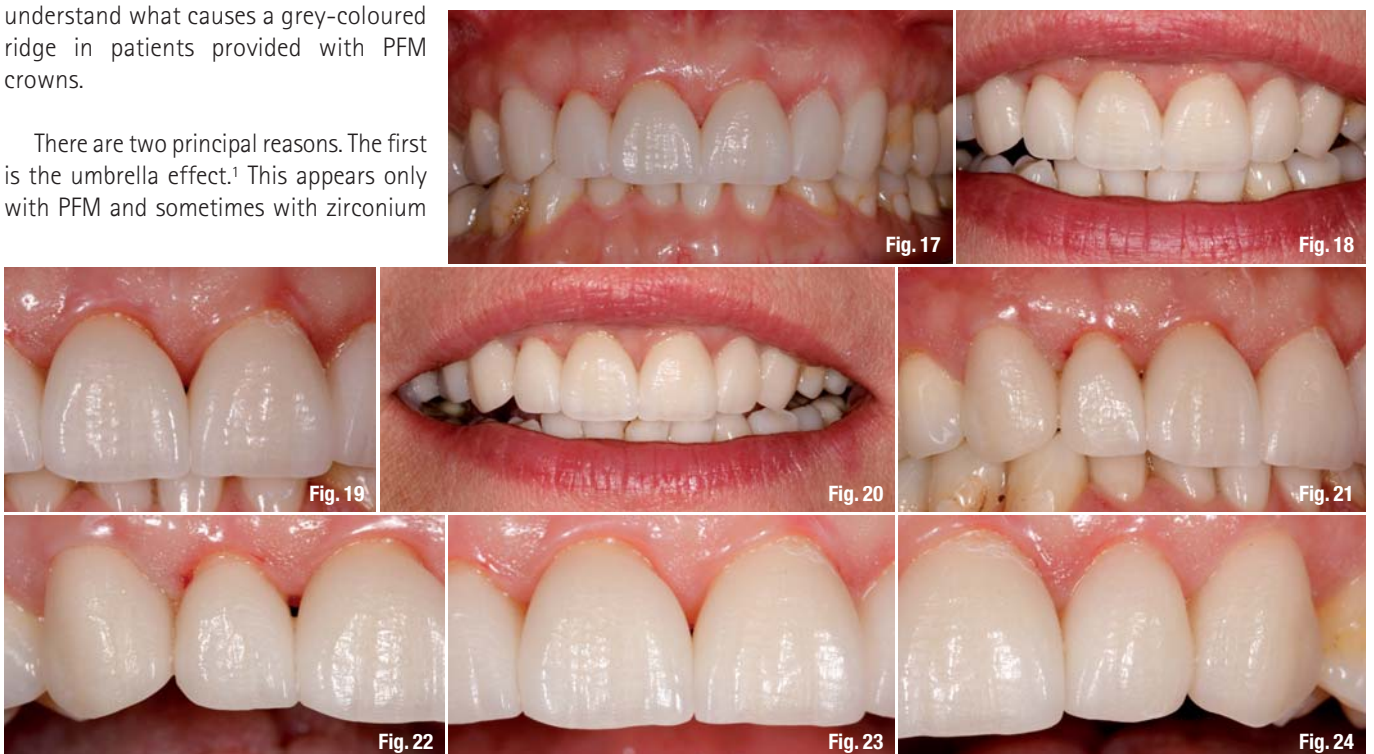 understand what causes a grey-coloured
ridge in patients provided with PFM
crowns.
There are two principal reasons. The first
is the umbrella effect.¹ This appears only
with PFM and sometimes with zirconium
Fig. 17
Fig. 18
Fig. 19
Fig. 20
Fig. 21
Fig. 22
Fig. 23
Fig. 24